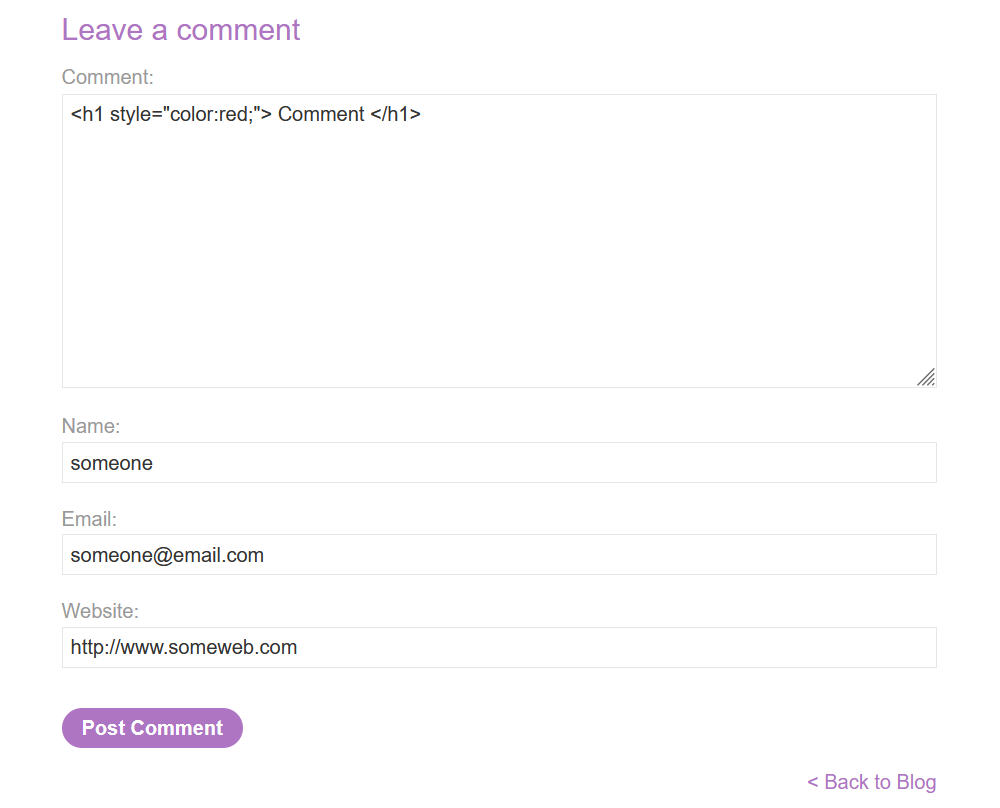 Leave a comment
Comment:
<h1 style="color:red;"> Comment </h1>
Name:
someone
Email:
someone@email.com
Website:
http://www.someweb.com
Post Comment
< Back to Blog